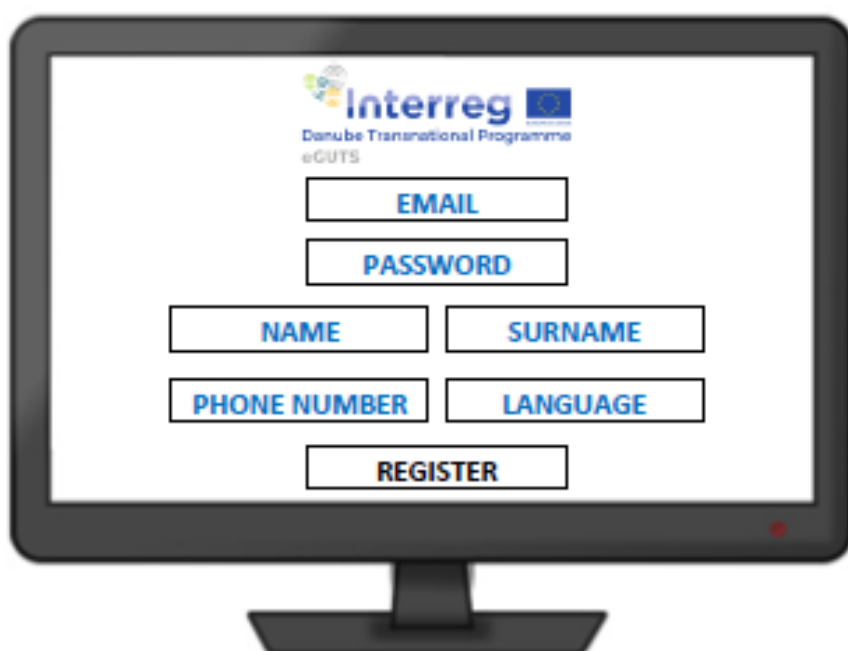 Interreg
Danube Transnational Programme
eGUTS
EMAIL
PASSWORD
NAME SURNAME
PHONE NUMBER LANGUAGE
REGISTER